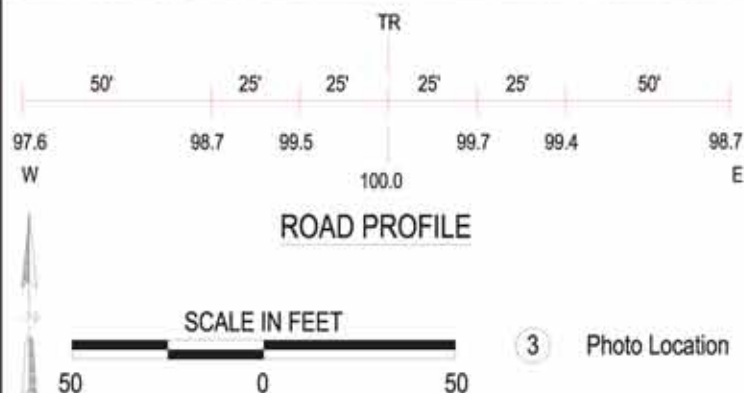 TR
50' 25' 25' 25' 25' 50'
97.6 98.7 99.5 99.7 99.4 98.7
W 100.0 E
ROAD PROFILE
SCALE IN FEET
3 Photo Location
50 0 50